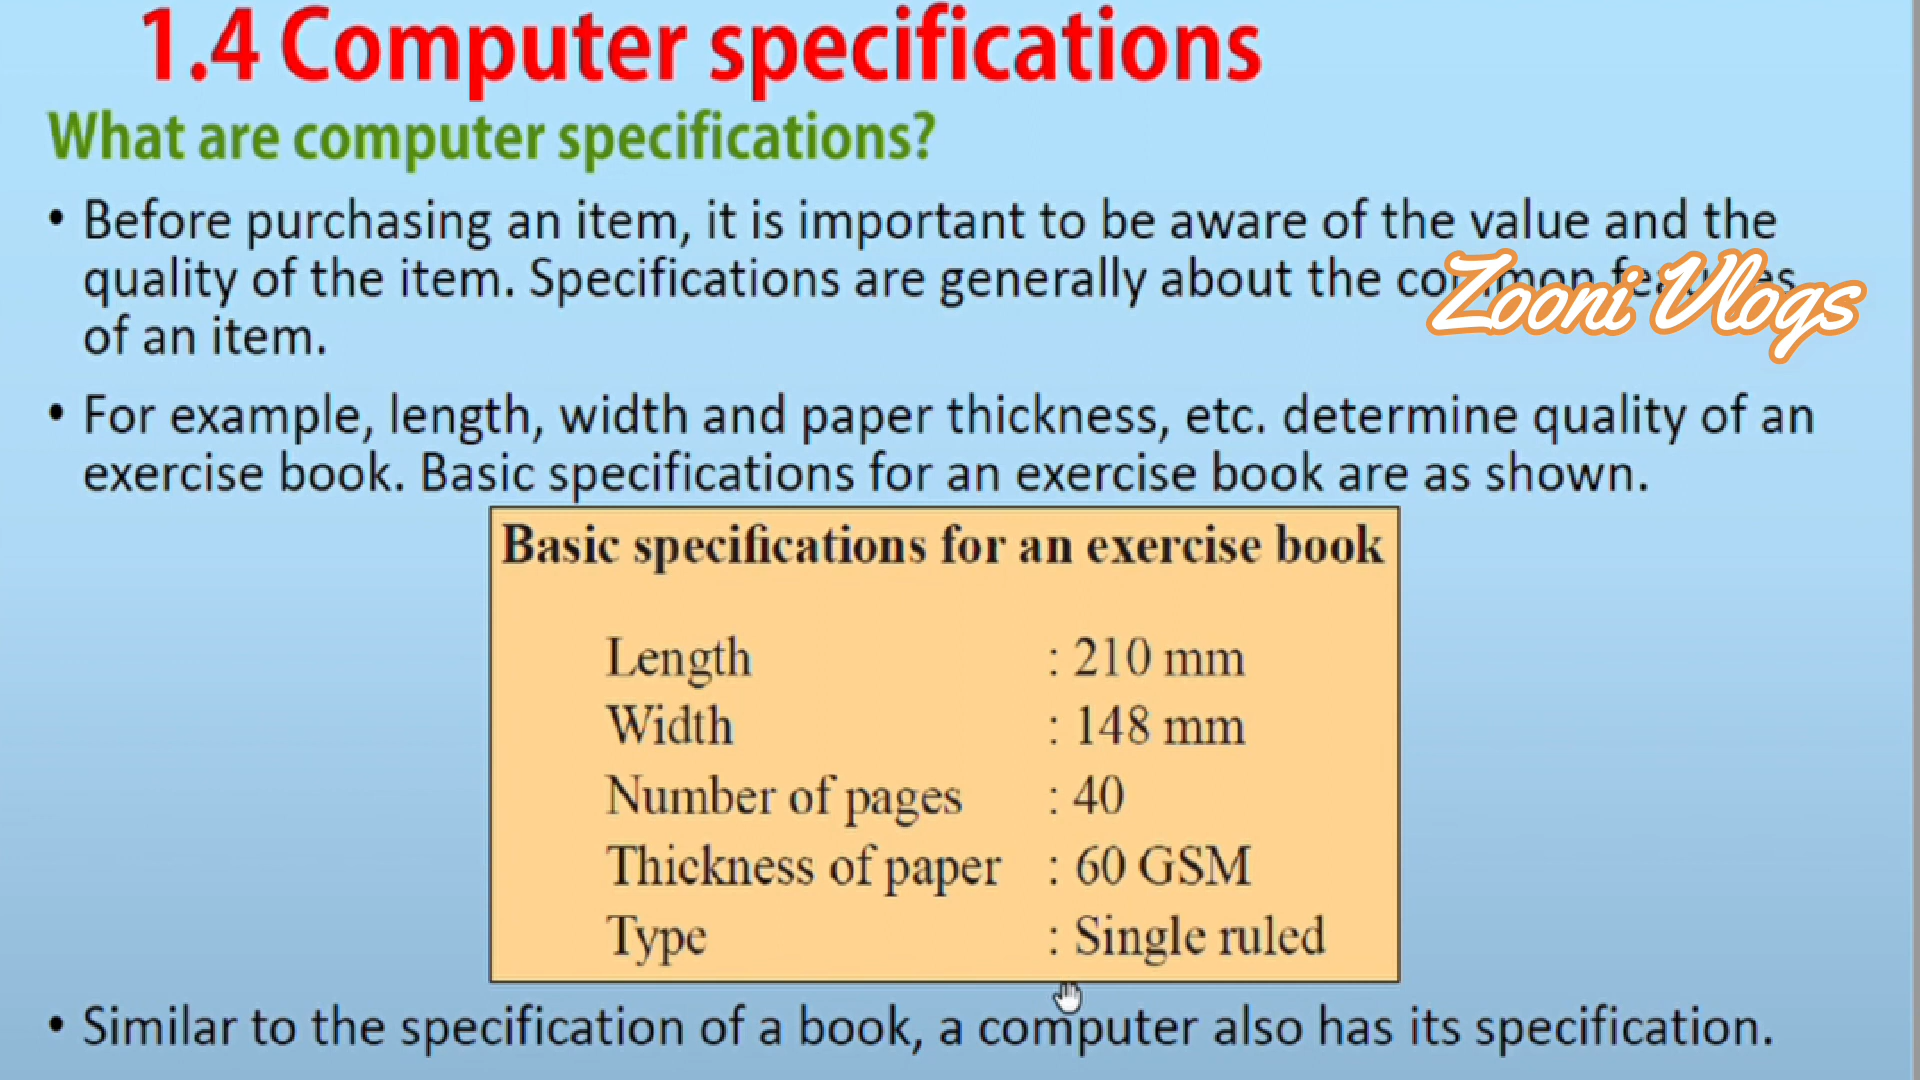 1.4 Computer specifications
What are computer specifications?
• Before purchasing an item, it is important to be aware of the value and the
quality of the item. Specifications are generally about the common features
of an item.
Zooni Vlogs
• For example, length, width and paper thickness, etc. determine quality of an
exercise book. Basic specifications for an exercise book are as shown.
Basic specifications for an exercise book
Length : 210 mm
Width : 148 mm
Number of pages : 40
Thickness of paper : 60 GSM
Type : Single ruled
• Similar to the specification of a book, a computer also has its specification.